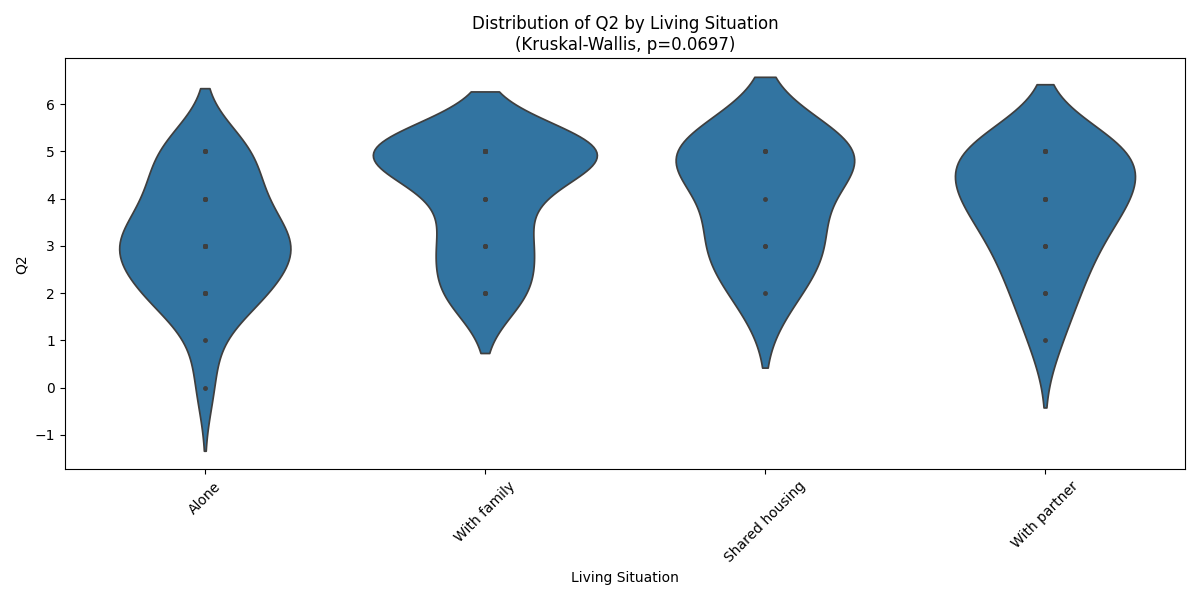 Distribution of Q2 by Living Situation
(Kruskal-Wallis, p=0.0697)
6
5
4
3
2
1
0
−1
Q2
Alone
With family
Shared housing
With partner
Living Situation